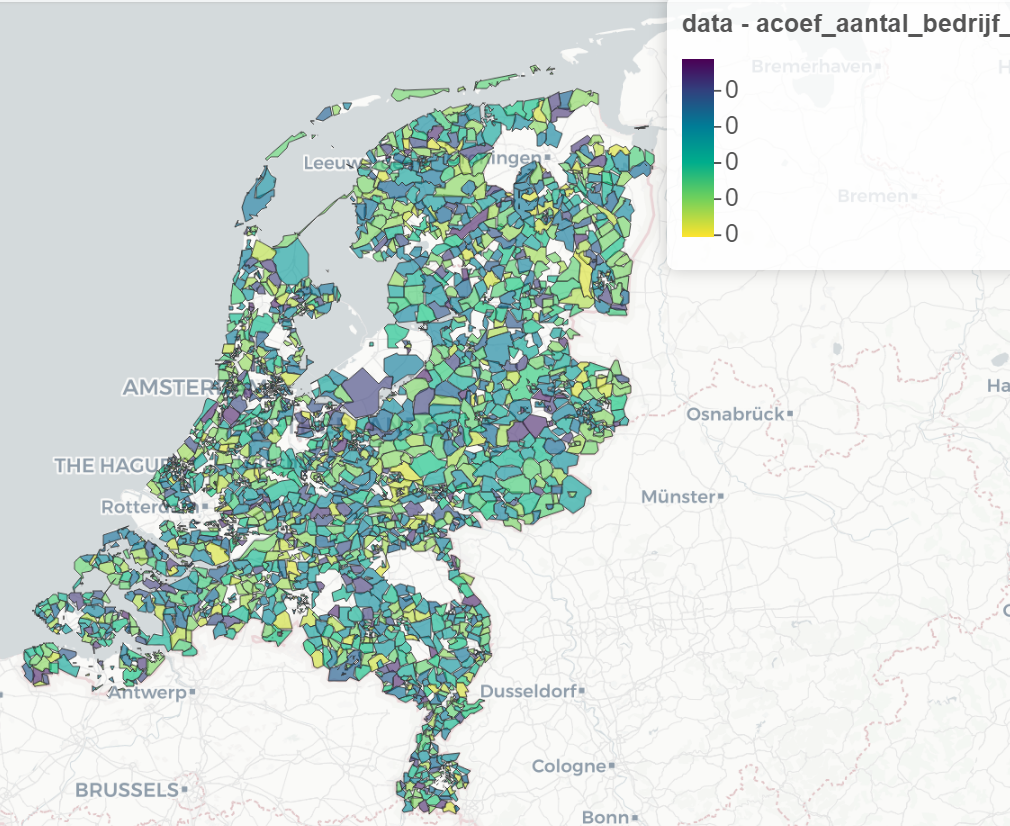 data - acoef_aantal_bedrijf_
0
0
0
0
0
Bremerhaven
H
Bremen
Leeuw
ingen
AMSTER
Osnabrück
Ha
THE HAGU
Münster
Rotterd
Antwerp
Dusseldorf
Cologne
BRUSSELS
Bonn